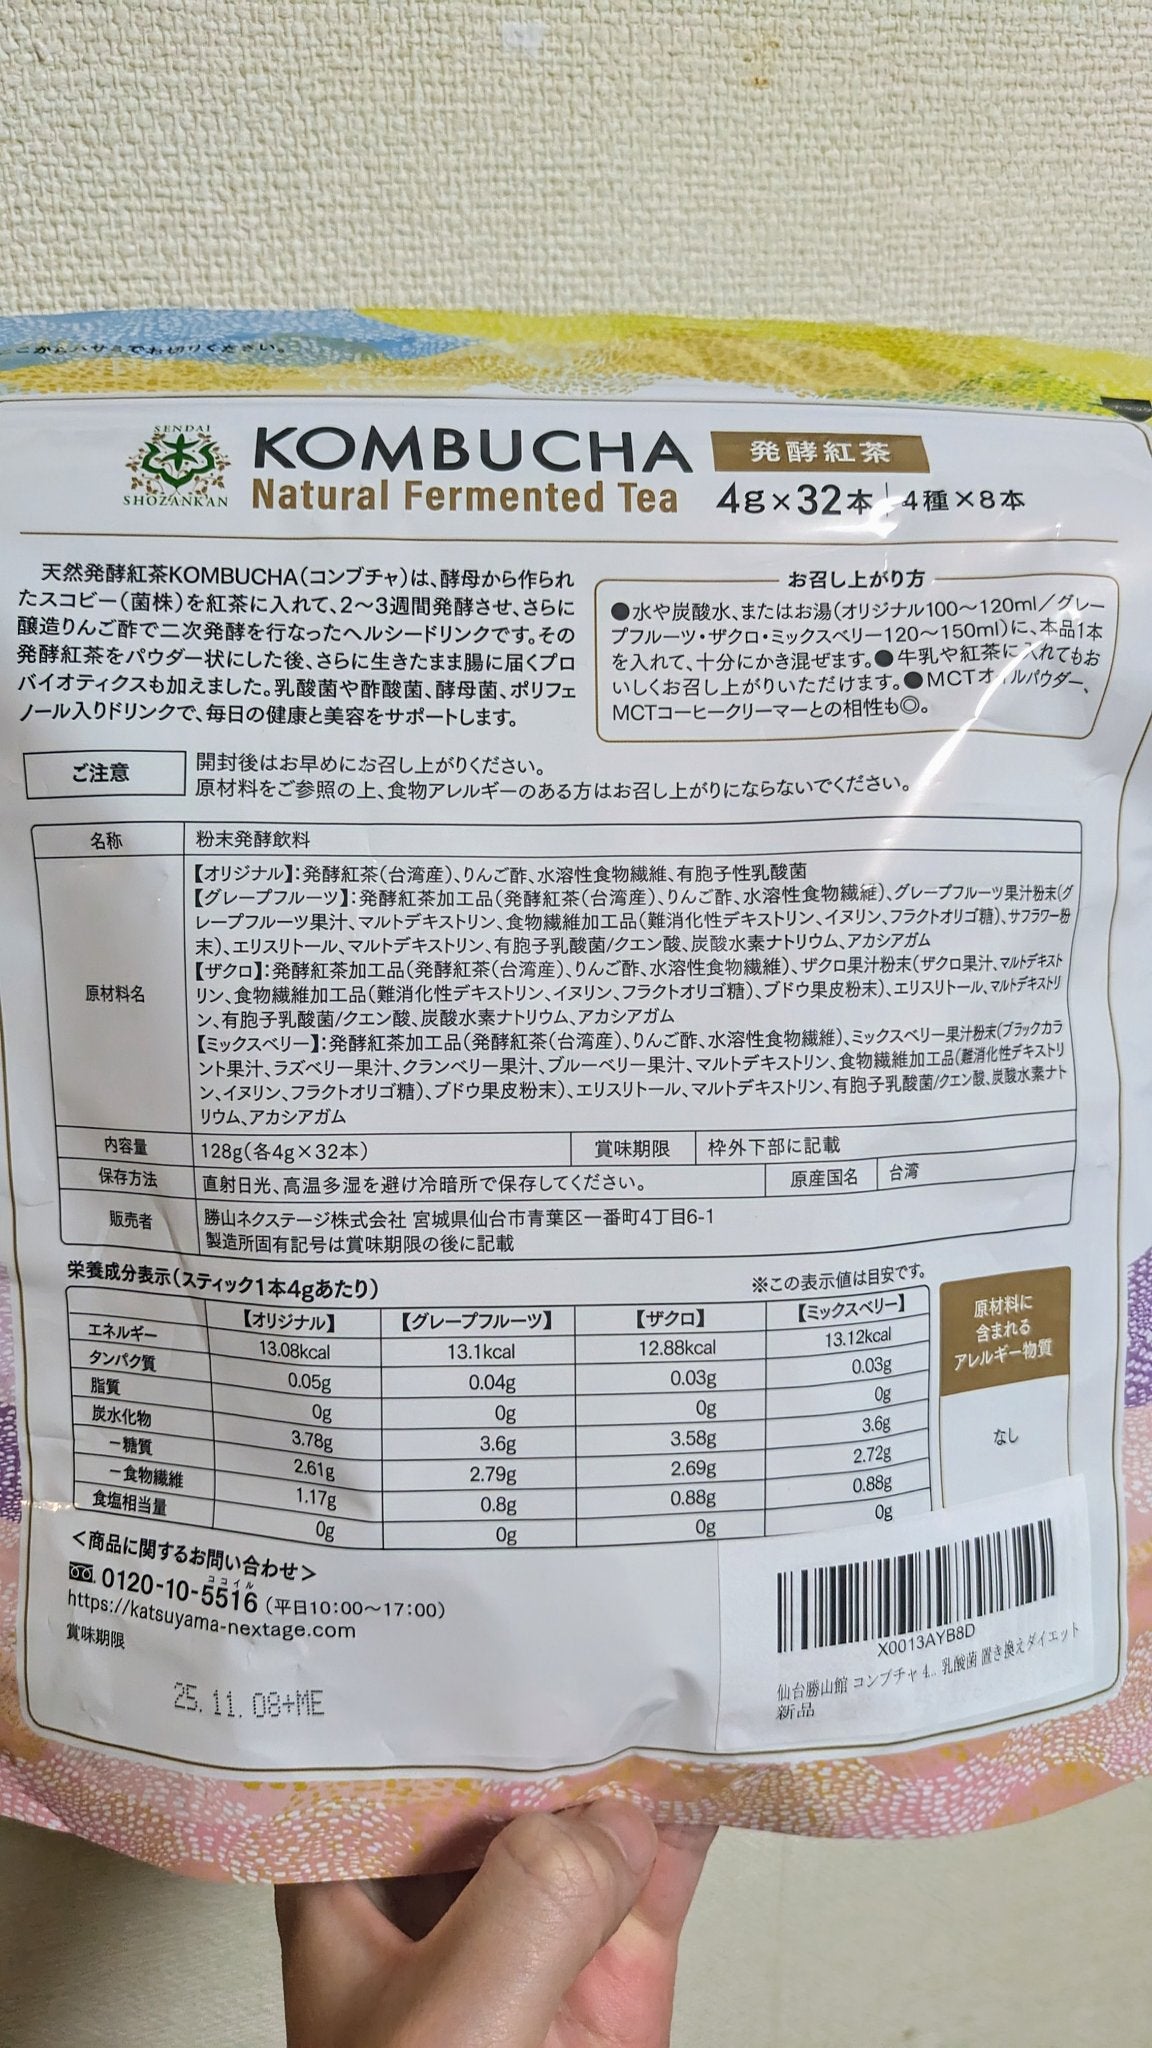 ここからハサミでお切りください。
SENDAI
SHOZANKAN
KOMBUCHA 発酵紅茶
Natural Fermented Tea 4g×32本 4種×8本
天然発酵紅茶KOMBUCHA(コンブチャ)は、酵母から作られ
たスコビー(菌株)を紅茶に入れて、2〜3週間発酵させ、さらに
醸造りんご酢で二次発酵を行なったヘルシードリンクです。その
発酵紅茶をパウダー状にした後、さらに生きたまま腸に届くプロ
バイオティクスも加えました。乳酸菌や酢酸菌、酵母菌、ポリフェ
ノール入りドリンクで、毎日の健康と美容をサポートします。
お召し上がり方
●水や炭酸水、またはお湯(オリジナル100〜120ml/グレー
プフルーツ・ザクロ・ミックスベリー120〜150ml)に、本品1本
を入れて、十分にかき混ぜます。●牛乳や紅茶に入れてもお
いしくお召し上がりいただけます。●MCTオイルパウダー、
MCTコーヒークリーマーとの相性も◎。
ご注意
開封後はお早めにお召し上がりください。
原材料をご参照の上、食物アレルギーのある方はお召し上がりにならないでください。
名称 粉末発酵飲料
原材料名
【オリジナル】:発酵紅茶(台湾産)、りんご酢、水溶性食物繊維、有胞子性乳酸菌
【グレープフルーツ】:発酵紅茶加工品(発酵紅茶(台湾産)、りんご酢、水溶性食物繊維)、グレープフルーツ果汁粉末(グ
レープフルーツ果汁、マルトデキストリン、食物繊維加工品(難消化性デキストリン、イヌリン、フラクトオリゴ糖)、サフラワー粉
末)、エリスリトール、マルトデキストリン、有胞子乳酸菌/クエン酸、炭酸水素ナトリウム、アカシアガム
【ザクロ】:発酵紅茶加工品(発酵紅茶(台湾産)、りんご酢、水溶性食物繊維)、ザクロ果汁粉末(ザクロ果汁、マルトデキスト
リン、食物繊維加工品(難消化性デキストリン、イヌリン、フラクトオリゴ糖)、ブドウ果皮粉末)、エリスリトール、マルトデキストリ
ン、有胞子乳酸菌/クエン酸、炭酸水素ナトリウム、アカシアガム
【ミックスベリー】:発酵紅茶加工品(発酵紅茶(台湾産)、りんご酢、水溶性食物繊維)、ミックスベリー果汁粉末(ブラックカラ
ント果汁、ラズベリー果汁、クランベリー果汁、ブルーベリー果汁、マルトデキストリン、食物繊維加工品(難消化性デキストリ
ン、イヌリン、フラクトオリゴ糖)、ブドウ果皮粉末)、エリスリトール、マルトデキストリン、有胞子乳酸菌/クエン酸、炭酸水素ナト
リウム、アカシアガム
内容量 128g(各4g×32本) 賞味期限 枠外下部に記載
保存方法 直射日光、高温多湿を避け冷暗所で保存してください。 原産国名 台湾
販売者 勝山ネクステージ株式会社 宮城県仙台市青葉区一番町4丁目6-1
製造所固有記号は賞味期限の後に記載
栄養成分表示(スティック1本4gあたり) ※この表示値は目安です。
【オリジナル】 【グレープフルーツ】 【ザクロ】 【ミックスベリー】
エネルギー 13.08kcal 13.1kcal 12.88kcal 13.12kcal
タンパク質 0.05g 0.04g 0.03g 0.03g
脂質 0g 0g 0g 0g
炭水化物 3.78g 3.6g 3.58g 3.6g
ー糖質 2.61g 2.79g 2.69g 2.72g
ー食物繊維 1.17g 0.8g 0.88g 0.88g
食塩相当量 0g 0g 0g 0g
原材料に
含まれる
アレルギー物質
なし
<商品に関するお問い合わせ>
ココイル
0120-10-5516(平日10:00〜17:00)
https://katsuyama-nextage.com
賞味期限
25.11.08+ME
X0013AYB8D
仙台勝山館 コンブチャ 4... 乳酸菌 置き換えダイエット
新品